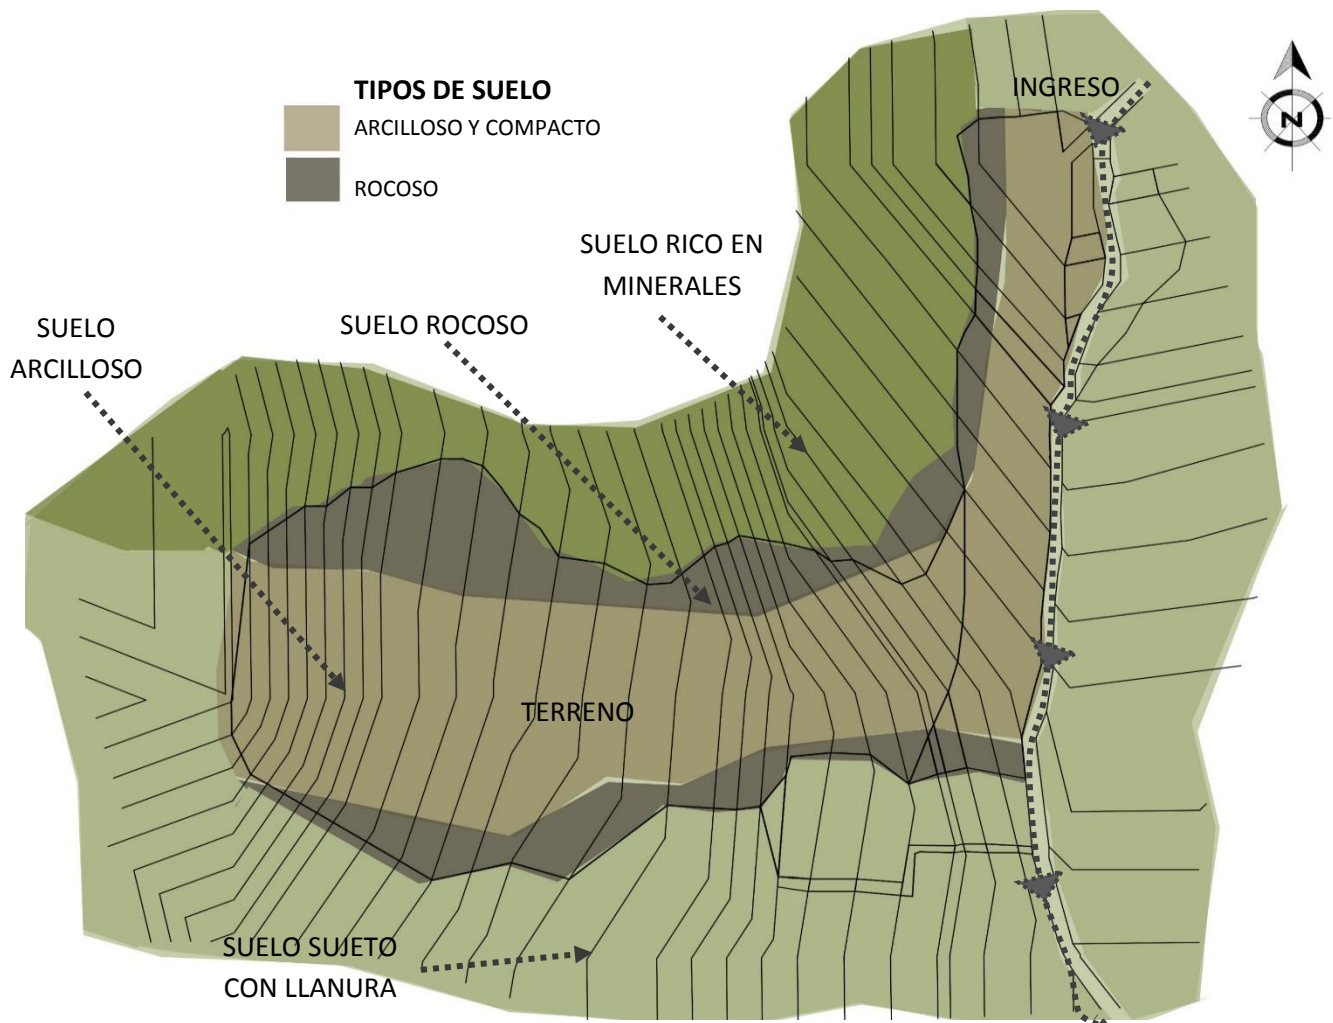 TIPOS DE SUELO
ARCILLOSO Y COMPACTO
ROCOSO
INGRESO
N
SUELO RICO EN
MINERALES
SUELO ROCOSO
SUELO
ARCILLOSO
TERRENO
SUELO SUJETO
CON LLANURA